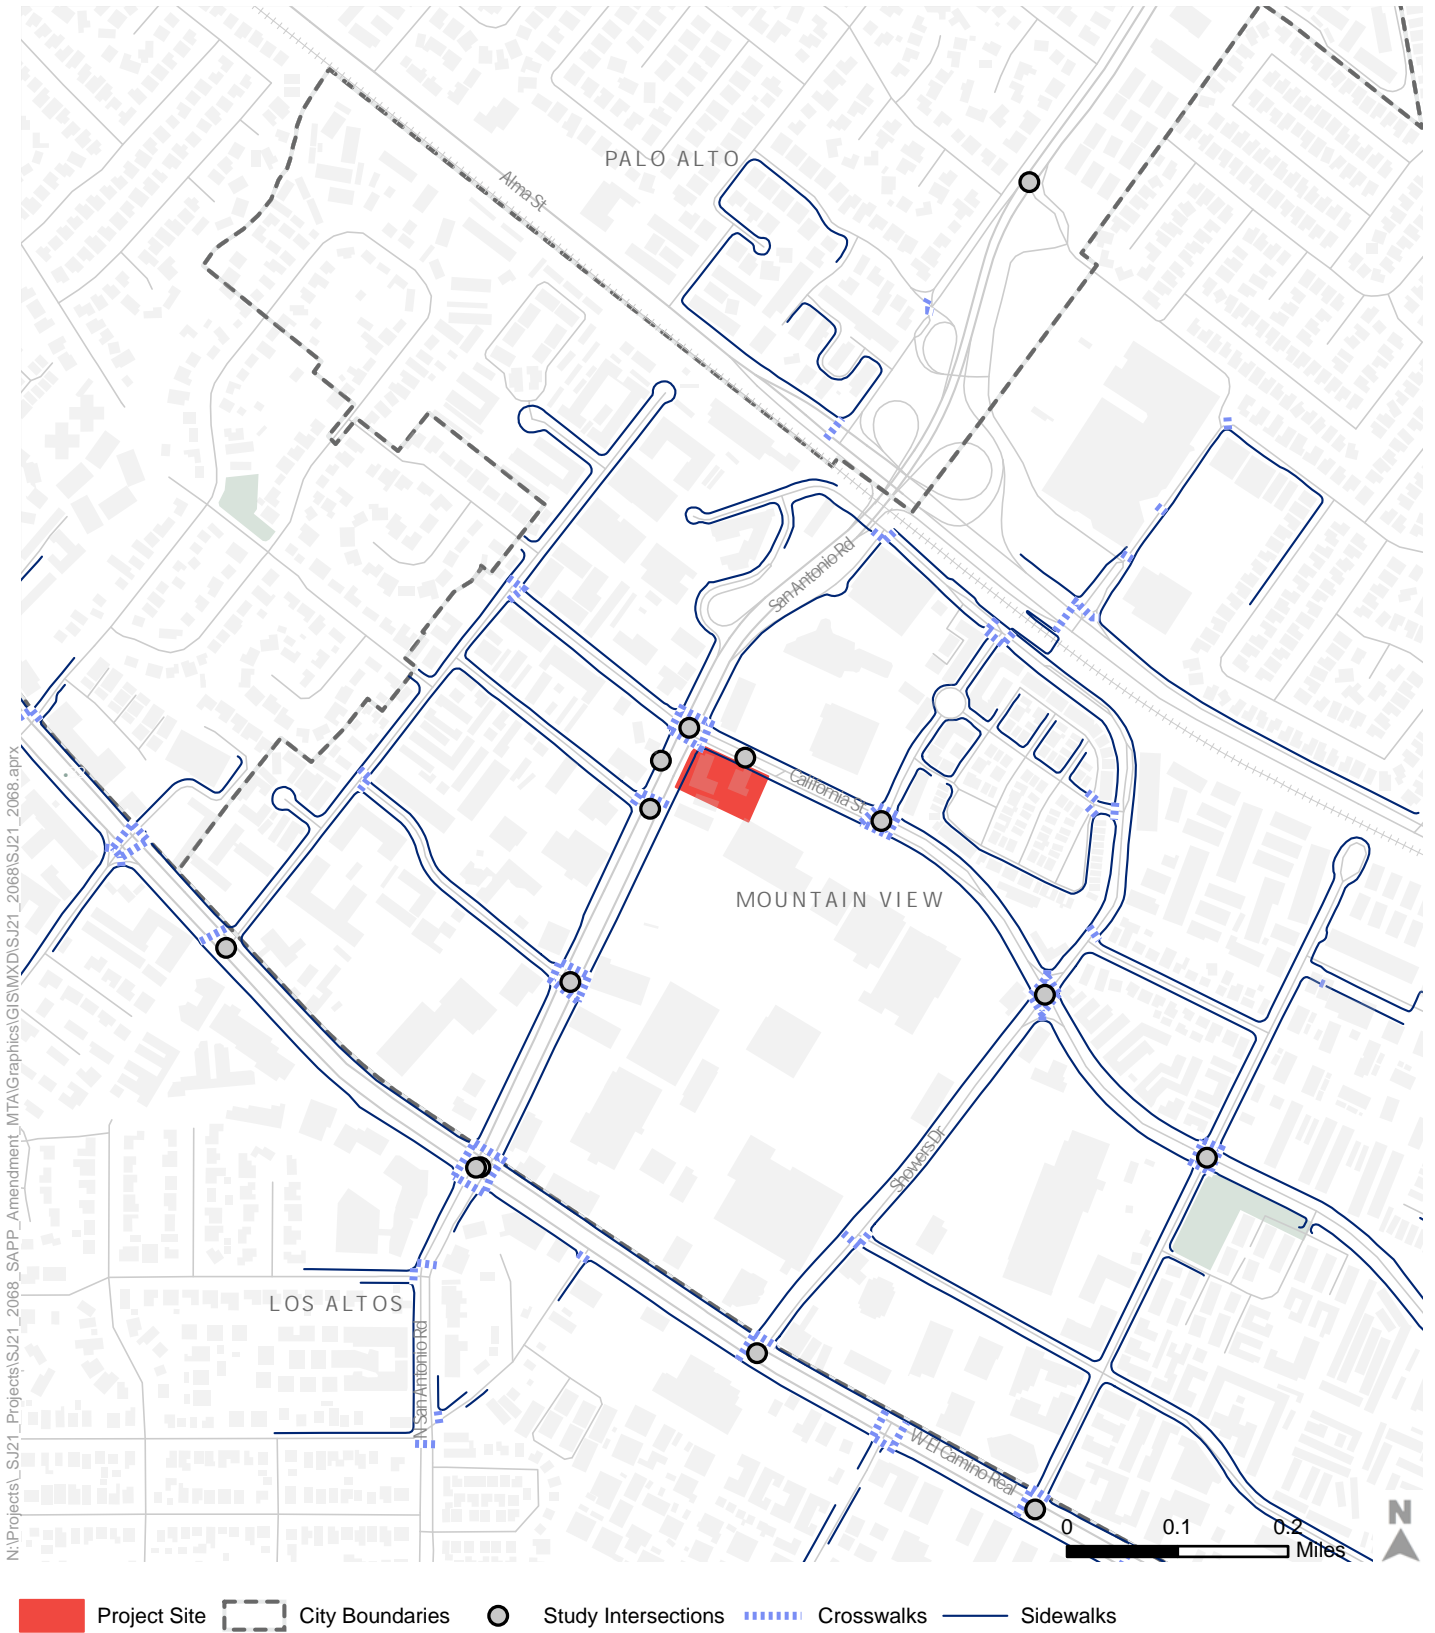 PALO ALTO
Alma St
San Antonio Rd
California St
MOUNTAIN VIEW
Showers Dr
LOS ALTOS
N San Antonio Rd
W El Camino Real
N
0 0.1 0.2
Miles
N:\Projects\_SJ21_Projects\SJ21_2068_SAPP_Amendment_MTA\Graphics\GIS\MXD\SJ21_2068\SJ21_2068.aprx
Project Site City Boundaries Study Intersections Crosswalks Sidewalks